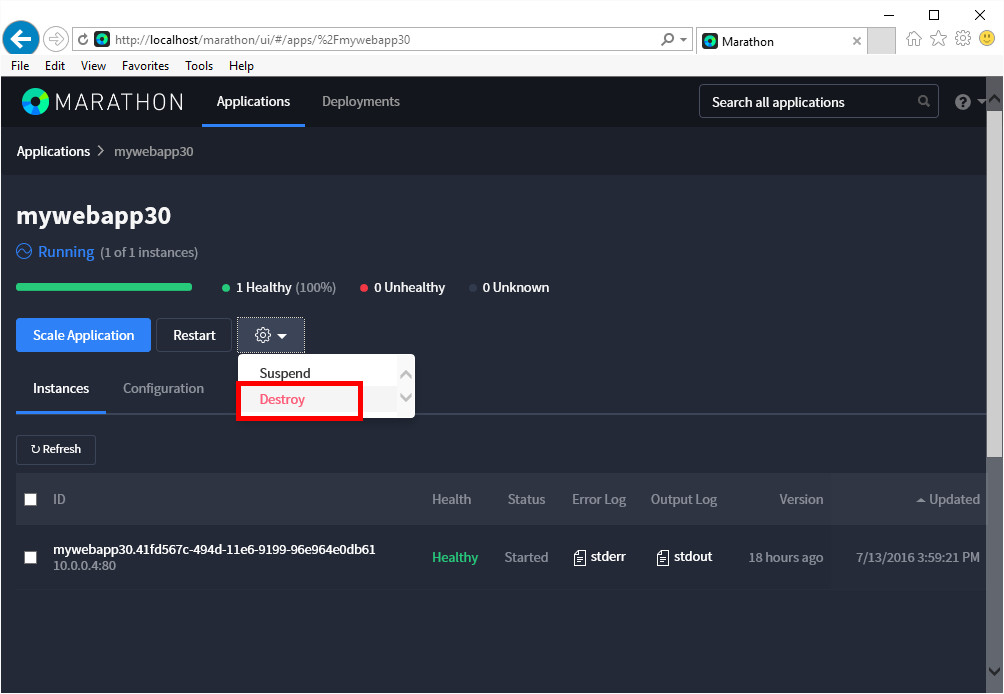 http://localhost/marathon/ui/#/apps/%2Fmywebapp30
Marathon
File Edit View Favorites Tools Help
MARATHON Applications Deployments Search all applications ?
Applications > mywebapp30
mywebapp30
Running (1 of 1 instances)
1 Healthy (100%) 0 Unhealthy 0 Unknown
Scale Application Restart
Suspend
Instances Configuration
Destroy
Refresh
ID Health Status Error Log Output Log Version Updated
mywebapp30.41fd567c-494d-11e6-9199-96e964e0db61
10.0.0.4:80
Healthy Started stderr stdout 18 hours ago 7/13/2016 3:59:21 PM